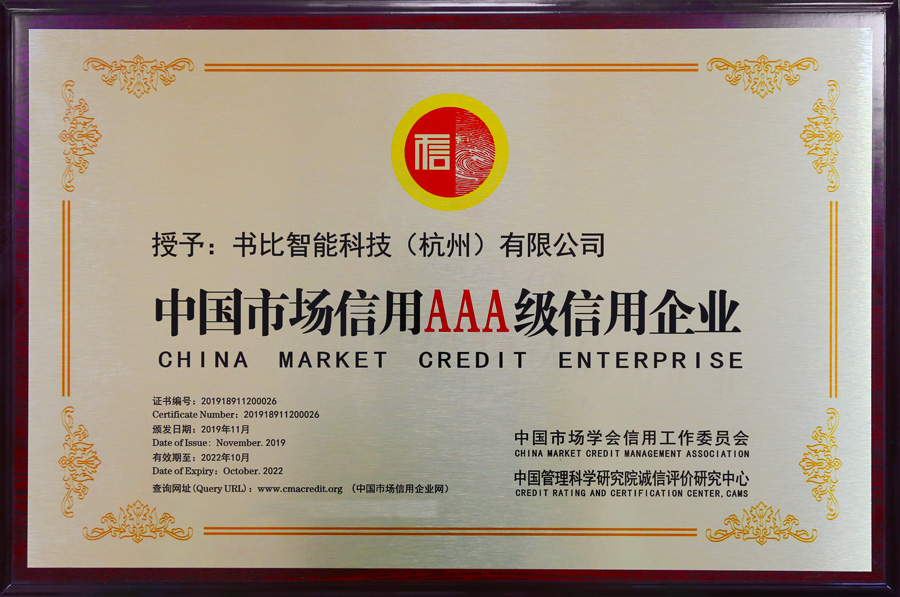 信
授予：书比智能科技（杭州）有限公司
中国市场信用AAA级信用企业
CHINA MARKET CREDIT ENTERPRISE
证书编号：201918911200026
Certificate Number：201918911200026
颁发日期：2019年11月
Date of Issue：November. 2019
有效期至：2022年10月
Date of Expiry：October. 2022
查询网址(Query URL)：www.cmacredit.org （中国市场信用企业网）
中国市场学会信用工作委员会
CHINA MARKET CREDIT MANAGEMENT ASSOCIATION
中国管理科学研究院诚信评价研究中心
CREDIT RATING AND CERTIFICATION CENTER, CAMS